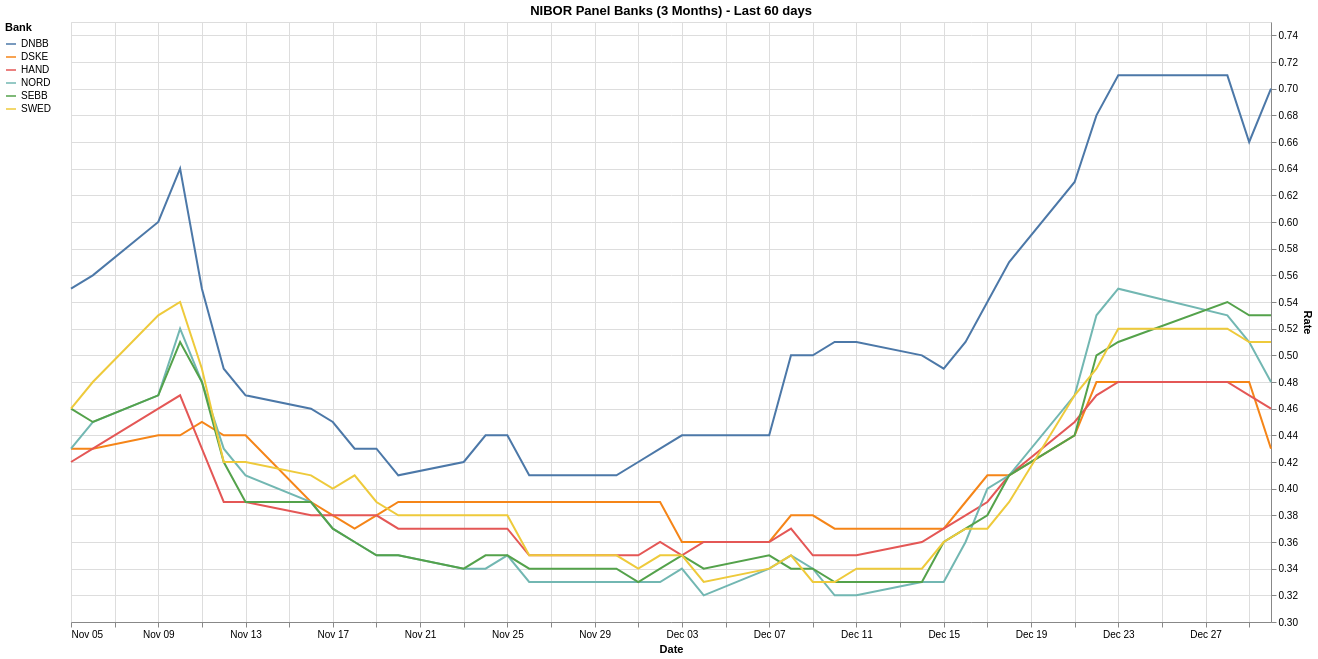 NIBOR Panel Banks (3 Months) - Last 60 days
Bank
DNBB
DSKE
HAND
NORD
SEBB
SWED
0.74
0.72
0.70
0.68
0.66
0.64
0.62
0.60
0.58
0.56
0.54
0.52
0.50
0.48
0.46
0.44
0.42
0.40
0.38
0.36
0.34
0.32
0.30
Rate
Nov 05 Nov 09 Nov 13 Nov 17 Nov 21 Nov 25 Nov 29 Dec 03 Dec 07 Dec 11 Dec 15 Dec 19 Dec 23 Dec 27
Date